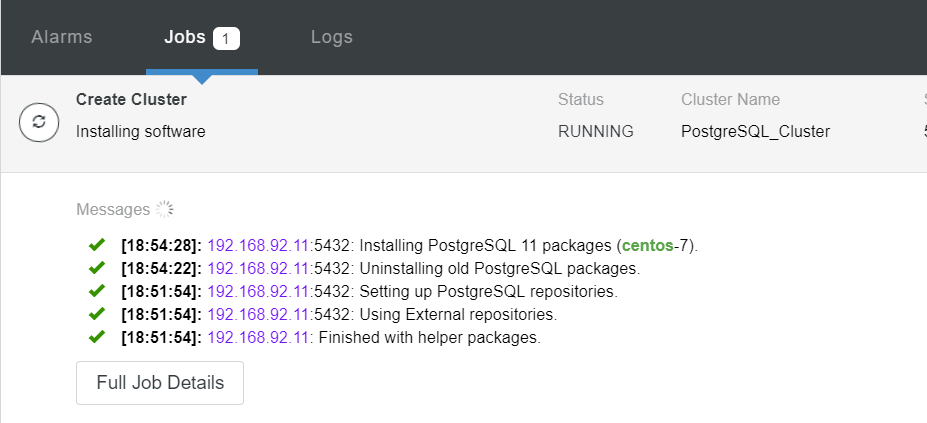 Alarms Jobs 1 Logs
Create Cluster Status Cluster Name
Installing software RUNNING PostgreSQL_Cluster
Messages
[18:54:28]: 192.168.92.11:5432: Installing PostgreSQL 11 packages (centos-7).
[18:54:22]: 192.168.92.11:5432: Uninstalling old PostgreSQL packages.
[18:51:54]: 192.168.92.11:5432: Setting up PostgreSQL repositories.
[18:51:54]: 192.168.92.11:5432: Using External repositories.
[18:51:54]: 192.168.92.11: Finished with helper packages.
Full Job Details